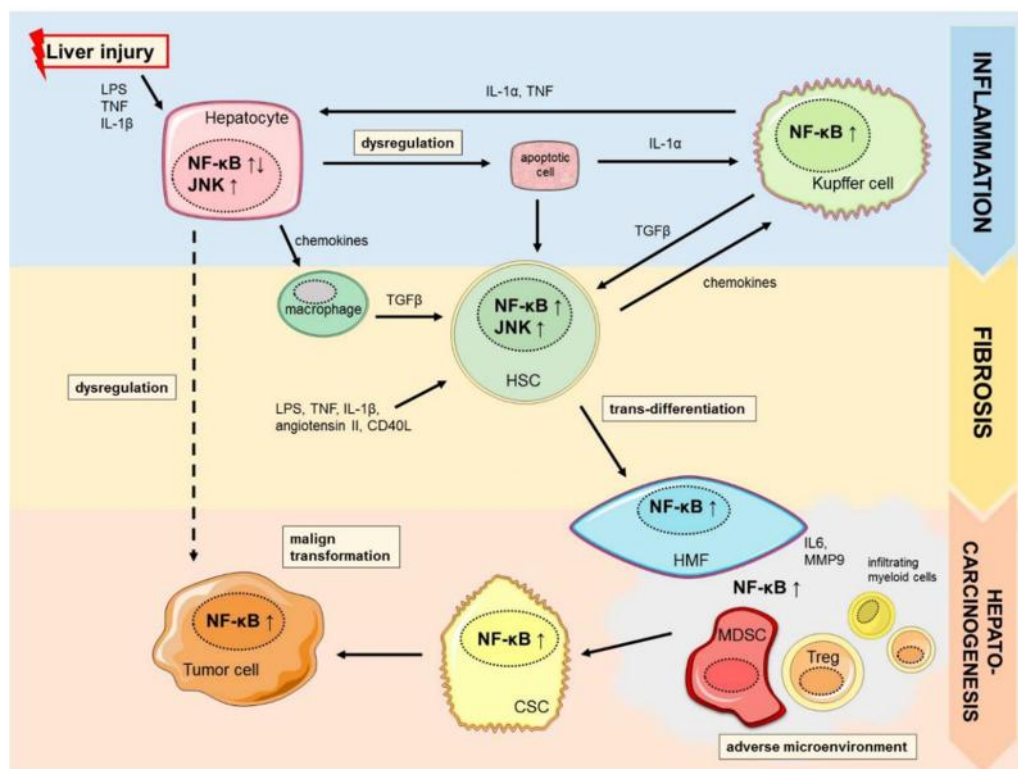 Liver injury
LPS
TNF
IL-1β
Hepatocyte
NF-κB ↑↓
JNK ↑
IL-1α, TNF
dysregulation
apoptotic
cell
IL-1α
NF-κB ↑
Kupffer cell
INFLAMMATION
chemokines
TGFβ
chemokines
macrophage
TGFβ
NF-κB ↑
JNK ↑
HSC
FIBROSIS
dysregulation
LPS, TNF, IL-1β,
angiotensin II, CD40L
trans-differentiation
NF-κB ↑
HMF
IL6,
MMP9
infiltrating
myeloid cells
NF-κB ↑
malign
transformation
NF-κB ↑
Tumor cell
NF-κB ↑
CSC
MDSC
Treg
adverse microenvironment
HEPATO-
CARCINOGENESIS